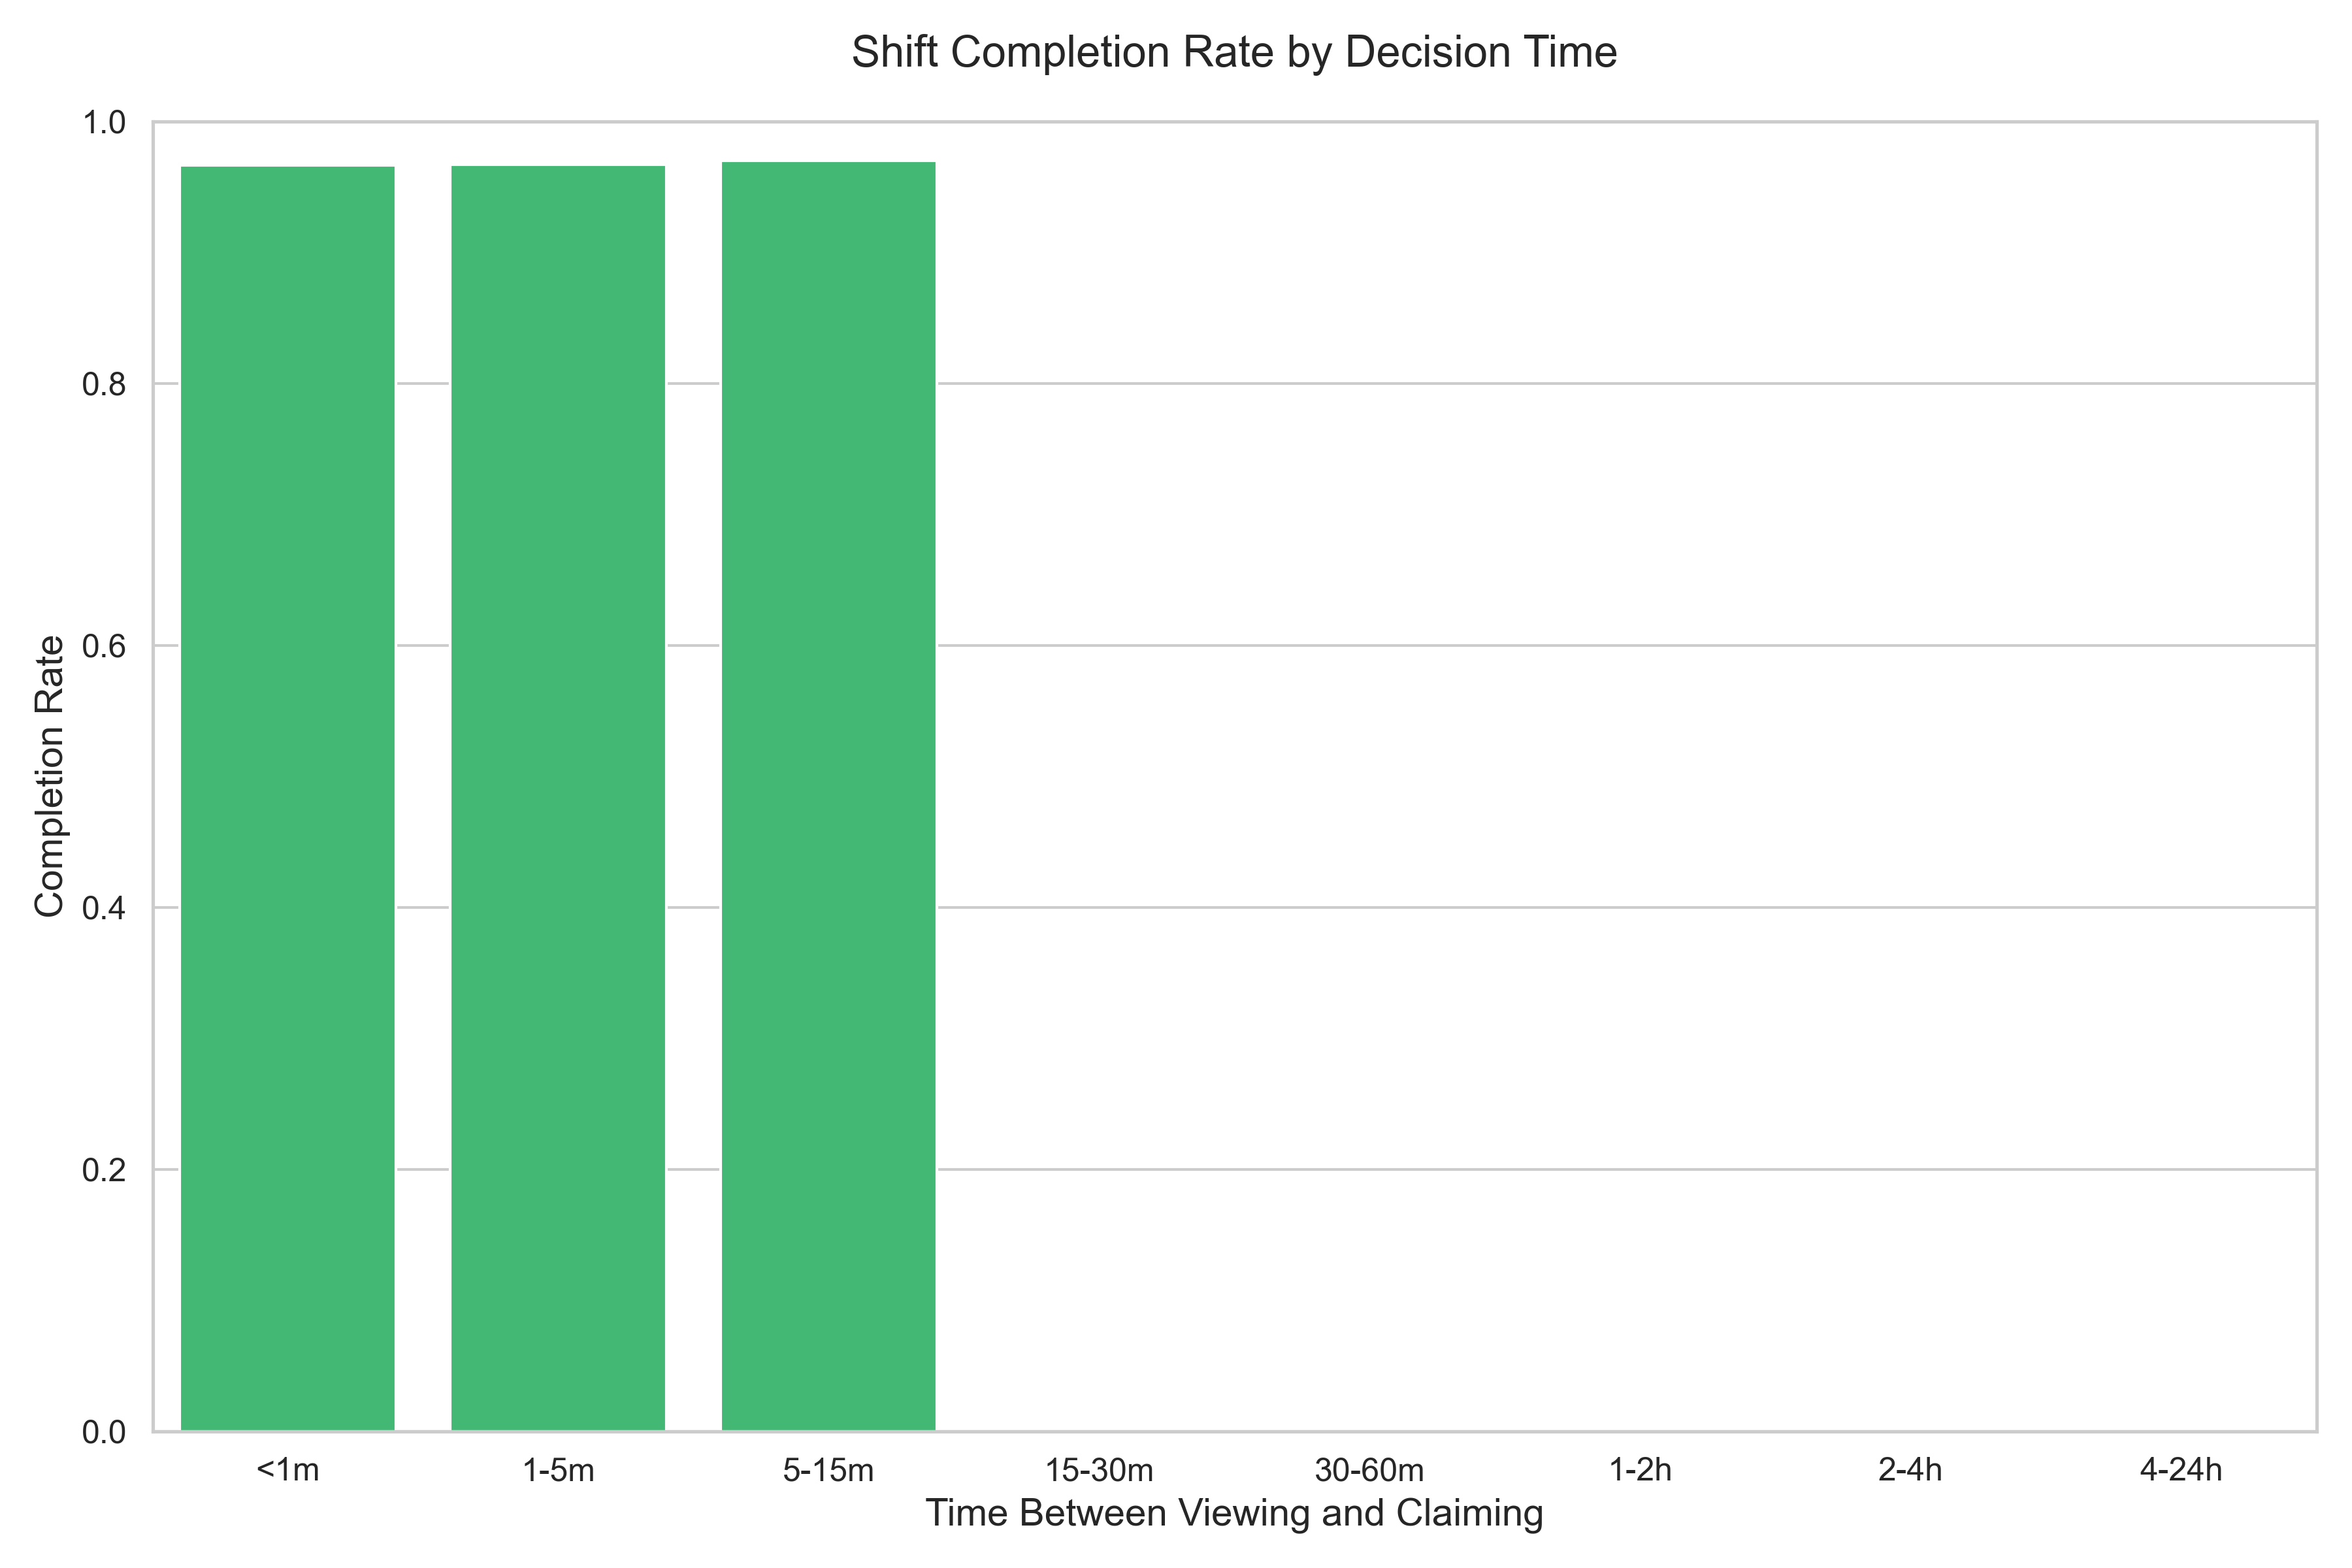 Shift Completion Rate by Decision Time
1.0
0.8
0.6
0.4
0.2
0.0
Completion Rate
<1m
1-5m
5-15m
15-30m
30-60m
1-2h
2-4h
4-24h
Time Between Viewing and Claiming